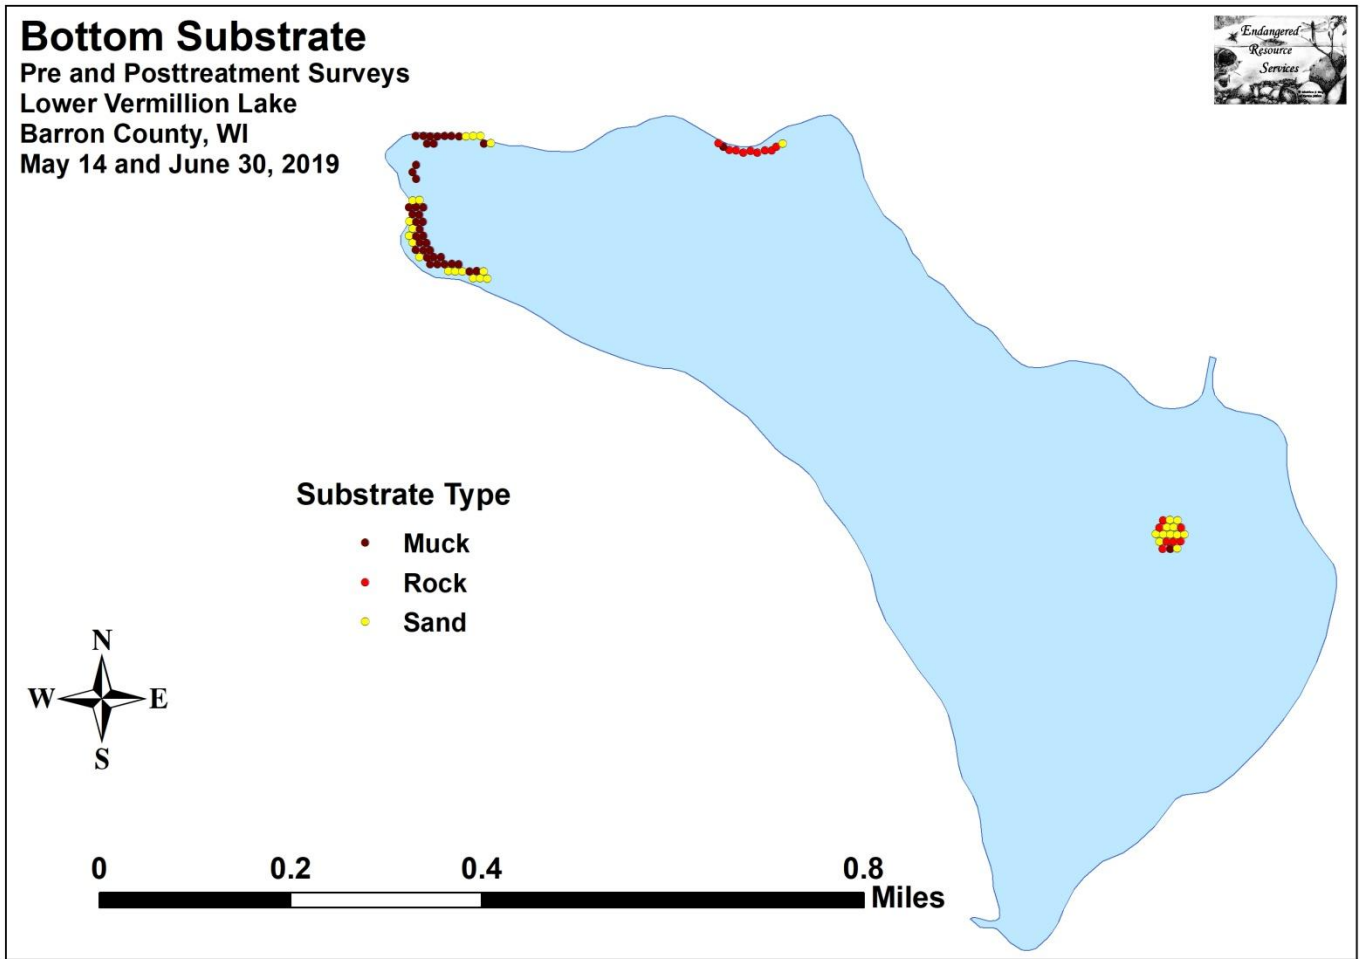 Bottom Substrate
Pre and Posttreatment Surveys
Lower Vermillion Lake
Barron County, WI
May 14 and June 30, 2019
Endangered
Resource
Services
Substrate Type
Muck
Rock
Sand
N
W E
S
0 0.2 0.4 0.8
Miles